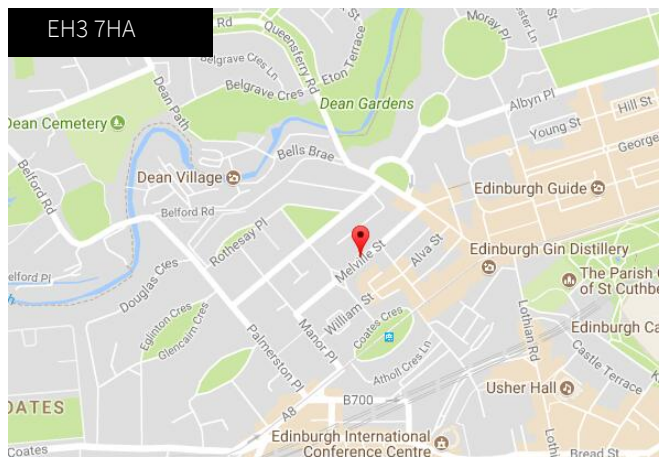 EH3 7HA
Moray Pl
Queensferry Rd
Eton Terrace
Belgrave Cres Ln
Belgrave Cres
Dean Gardens
Albyn Pl
Hill St
Dean Path
Dean Cemetery
Young St
George
Bells Brae
Dean Village
Edinburgh Guide
Belford Rd
Belford Rd
Rothesay Pl
Alva St
Edinburgh Gin Distillery
Melville St
elford Pl
Douglas Cres
The Parish C
of St Cuthbe
William St
Coates Cres
Eglinton Cres
Glencairn Cres
Manor Pl
Lothian Rd
Edinburgh Ca
Palmerston Pl
Atholl Cres Ln
Castle Terrace
K
Usher Hall
A8
B700
OATES
Coates
Edinburgh International
Conference Centre
Bread St